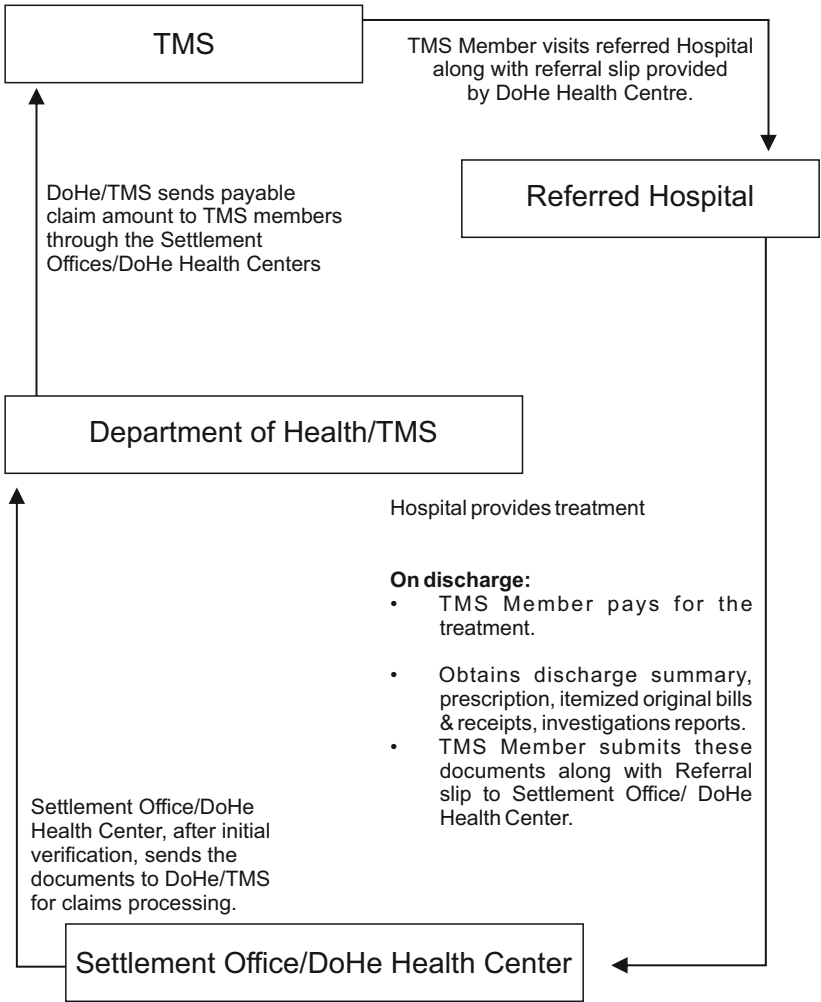 TMS
TMS Member visits referred Hospital
along with referral slip provided
by DoHe Health Centre.
Referred Hospital
DoHe/TMS sends payable
claim amount to TMS members
through the Settlement
Offices/DoHe Health Centers
Department of Health/TMS
Hospital provides treatment
On discharge:
• TMS Member pays for the
treatment.
• Obtains discharge summary,
prescription, itemized original bills
& receipts, investigations reports.
• TMS Member submits these
documents along with Referral
slip to Settlement Office/ DoHe
Health Center.
Settlement Office/DoHe
Health Center, after initial
verification, sends the
documents to DoHe/TMS
for claims processing.
Settlement Office/DoHe Health Center